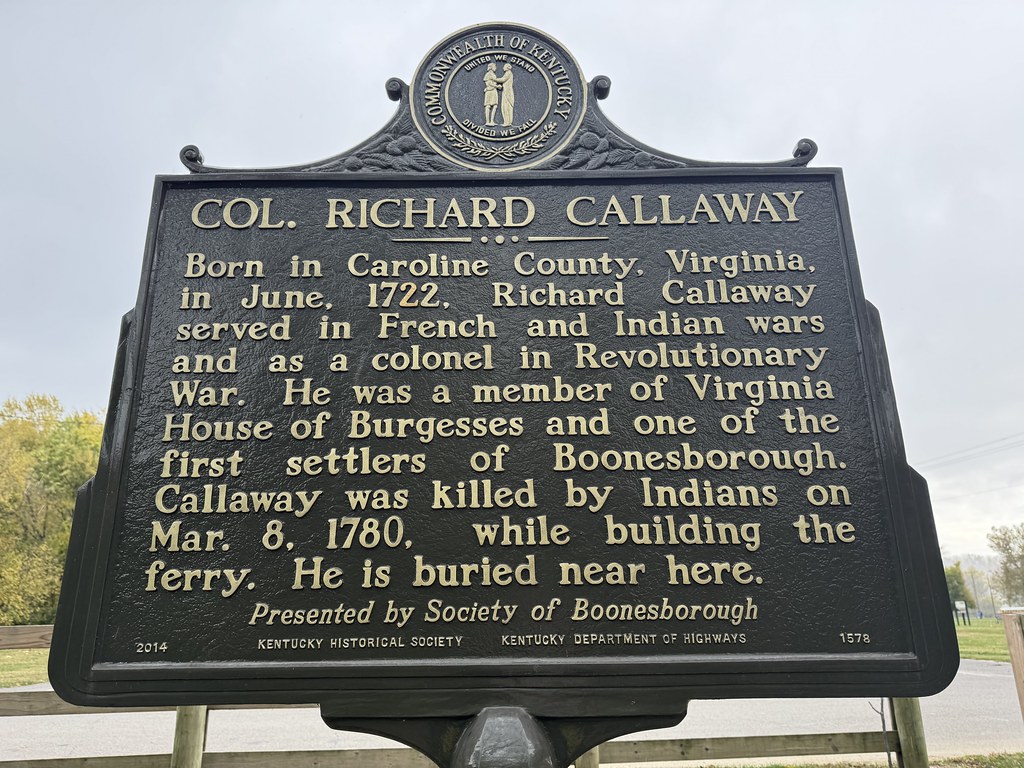 COMMONWEALTH OF KENTUCKY
UNITED WE STAND
DIVIDED WE FALL
COL. RICHARD CALLAWAY
Born in Caroline County, Virginia,
in June, 1722, Richard Callaway
served in French and Indian wars
and as a colonel in Revolutionary
War. He was a member of Virginia
House of Burgesses and one of the
first settlers of Boonesborough.
Callaway was killed by Indians on
Mar. 8, 1780, while building the
ferry. He is buried near here.
Presented by Society of Boonesborough
2014 KENTUCKY HISTORICAL SOCIETY KENTUCKY DEPARTMENT OF HIGHWAYS 1578